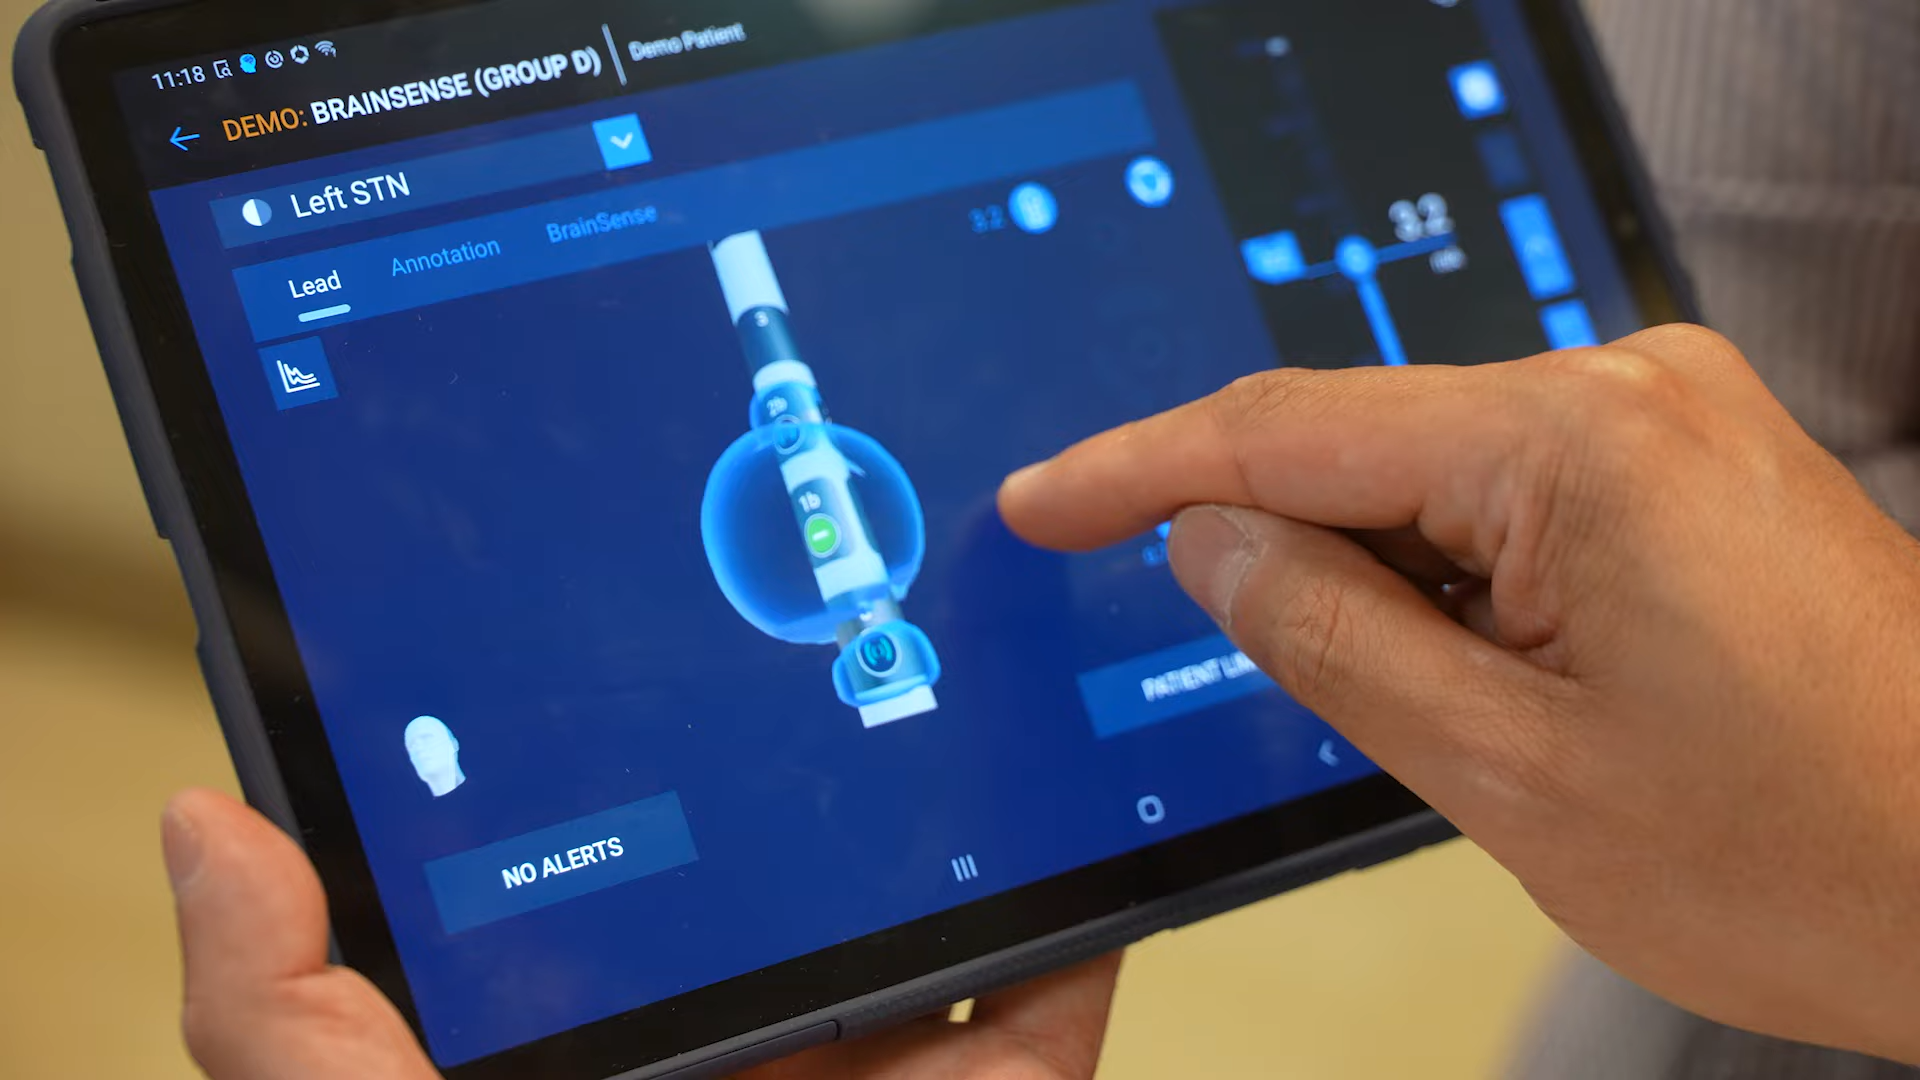 11:18
DEMO: BRAINSENSE (GROUP D)
Demo Patient
Left STN
Lead
Annotation
BrainSense
3.2
3.2
3
2b
1b
PATIENT
NO ALERTS